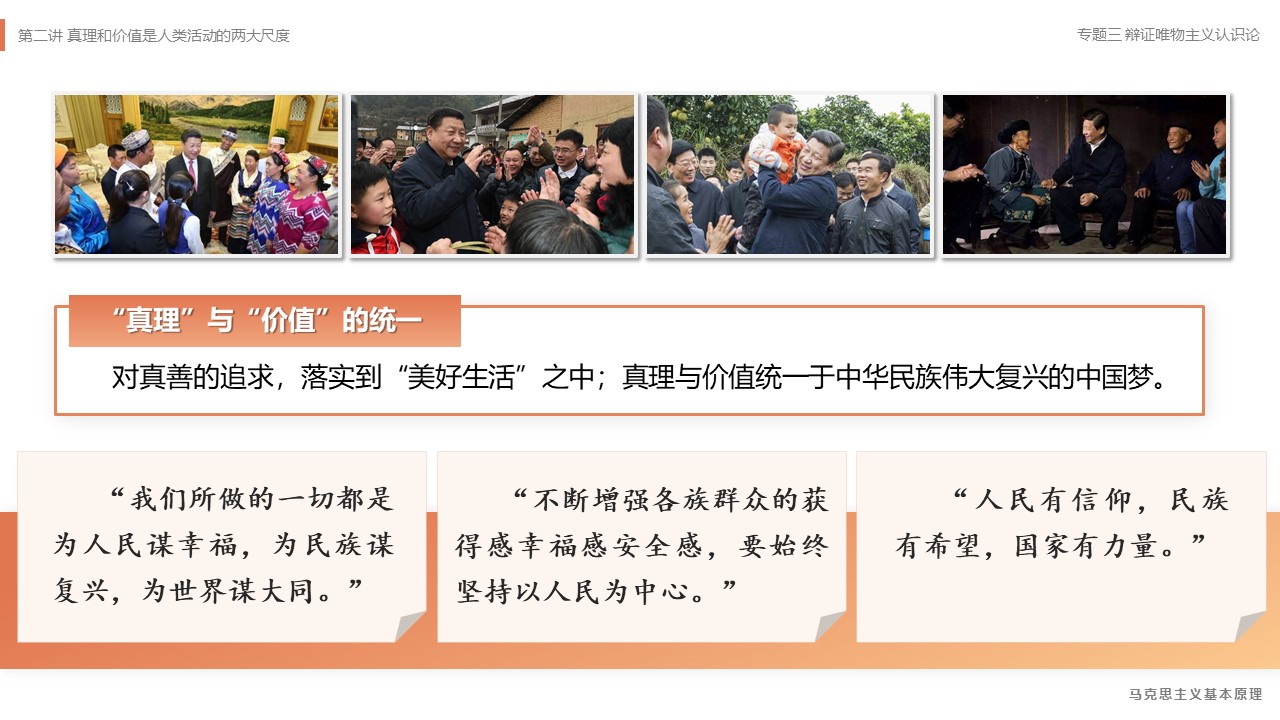 第二讲 真理和价值是人类活动的两大尺度
专题三 辩证唯物主义认识论
“真理”与“价值”的统一
对真善的追求，落实到“美好生活”之中；真理与价值统一于中华民族伟大复兴的中国梦。
“我们所做的一切都是
为人民谋幸福，为民族谋
复兴，为世界谋大同。”
“不断增强各族群众的获
得感幸福感安全感，要始终
坚持以人民为中心。”
“人民有信仰，民族
有希望，国家有力量。”
马克思主义基本原理